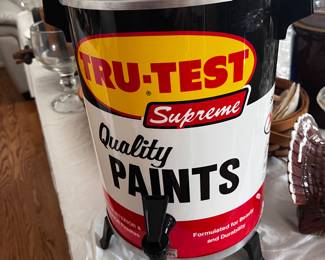 TRU-TEST
®
Supreme
Quality
PAINTS
Formulated for Beauty
and Durability